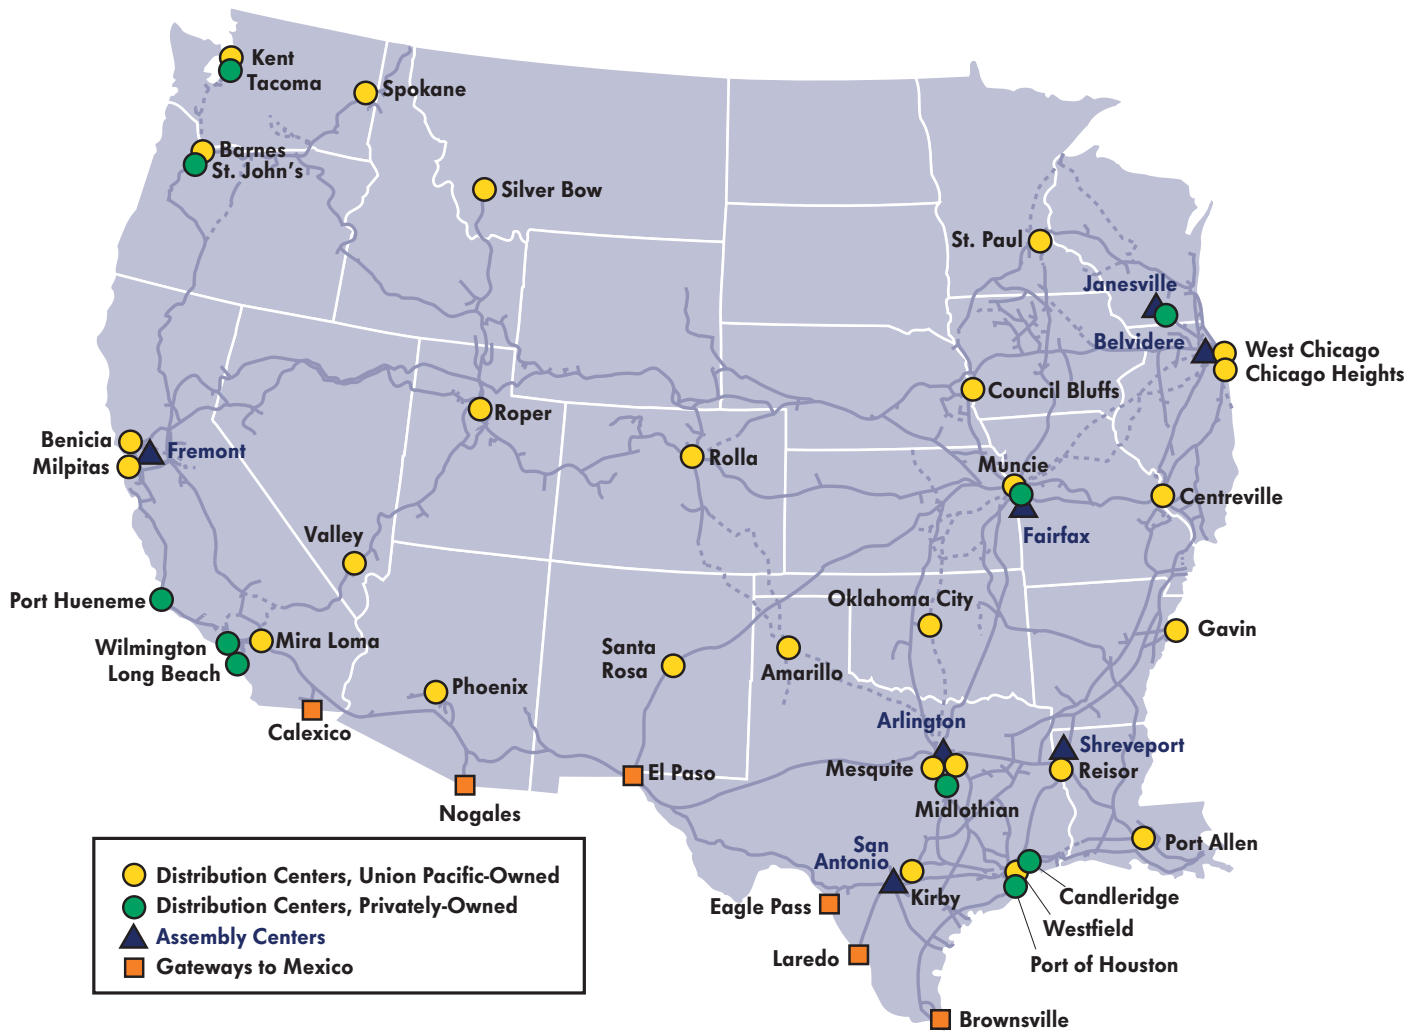 Kent
Tacoma
Spokane
Barnes
St. John's
Silver Bow
St. Paul
Janesville
Belvidere
West Chicago
Chicago Heights
Council Bluffs
Roper
Benicia
Fremont
Milpitas
Rolla
Muncie
Centreville
Fairfax
Valley
Port Hueneme
Oklahoma City
Gavin
Wilmington
Mira Loma
Long Beach
Santa
Rosa
Amarillo
Phoenix
Calexico
Arlington
Shreveport
Mesquite
Reisor
El Paso
Nogales
Midlothian
San
Antonio
Port Allen
Kirby
Candleridge
Eagle Pass
Westfield
Laredo
Port of Houston
Brownsville
Distribution Centers, Union Pacific-Owned
Distribution Centers, Privately-Owned
Assembly Centers
Gateways to Mexico